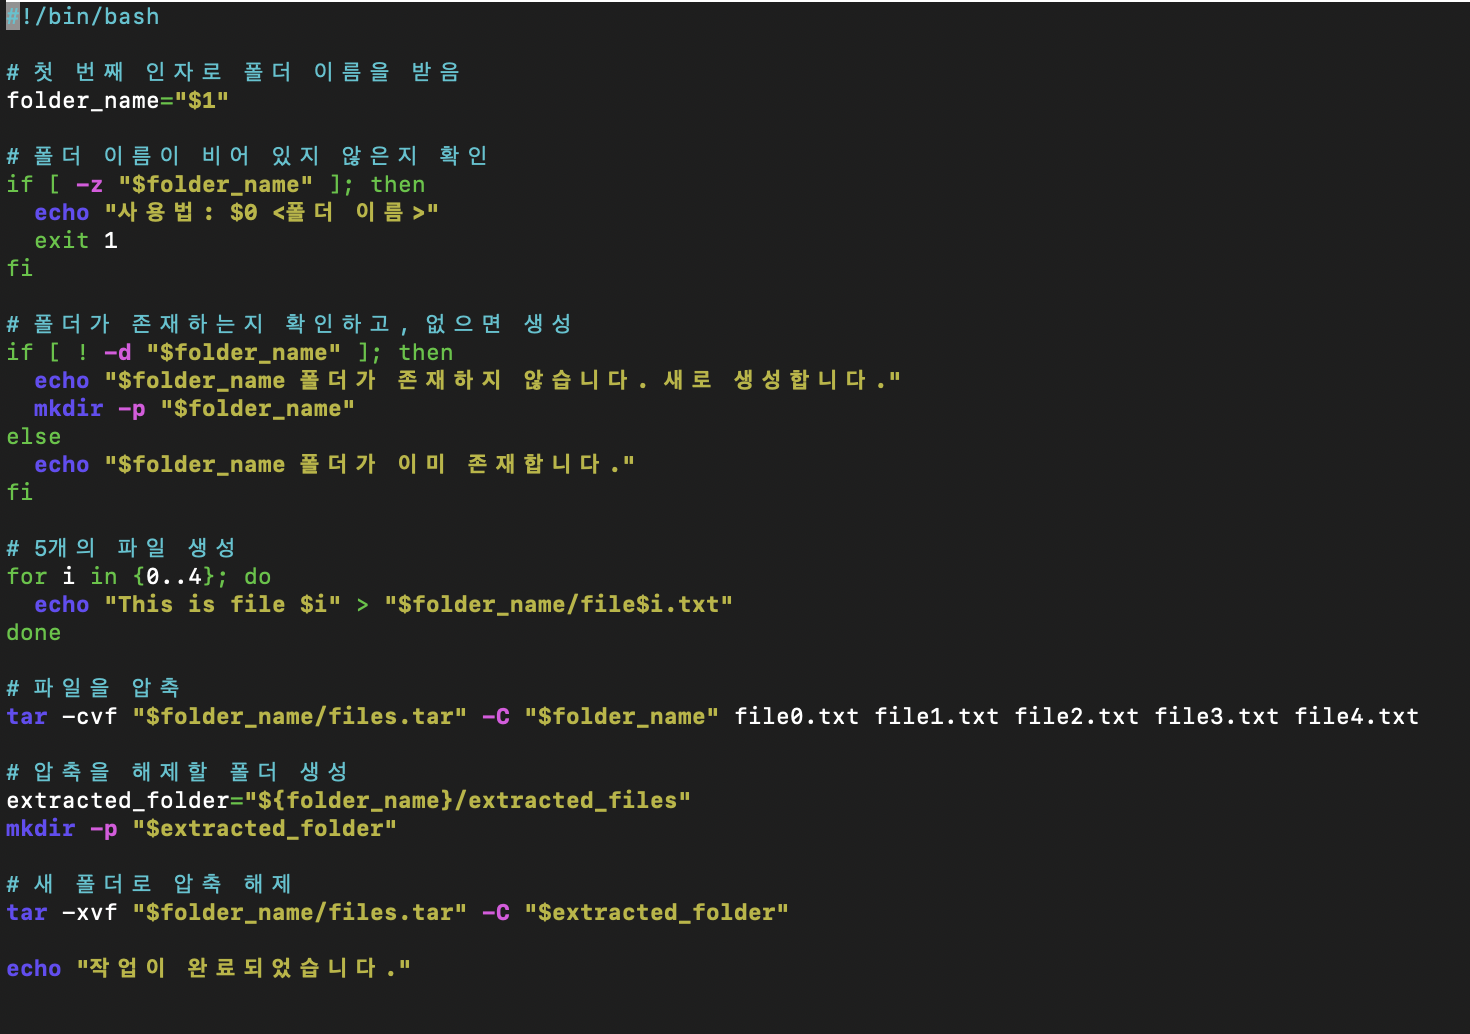 #!/bin/bash
# 첫 번째 인자로 폴더 이름을 받음
folder_name="$1"
# 폴더 이름이 비어 있지 않은지 확인
if [ -z "$folder_name" ]; then
  echo "사용법: $0 <폴더 이름>"
  exit 1
fi
# 폴더가 존재하는지 확인하고, 없으면 생성
if [ ! -d "$folder_name" ]; then
  echo "$folder_name 폴더가 존재하지 않습니다. 새로 생성합니다."
  mkdir -p "$folder_name"
else
  echo "$folder_name 폴더가 이미 존재합니다."
fi
# 5개의 파일 생성
for i in {0..4}; do
  echo "This is file $i" > "$folder_name/file$i.txt"
done
# 파일을 압축
tar -cvf "$folder_name/files.tar" -C "$folder_name" file0.txt file1.txt file2.txt file3.txt file4.txt
# 압축을 해제할 폴더 생성
extracted_folder="${folder_name}/extracted_files"
mkdir -p "$extracted_folder"
# 새 폴더로 압축 해제
tar -xvf "$folder_name/files.tar" -C "$extracted_folder"
echo "작업이 완료되었습니다."